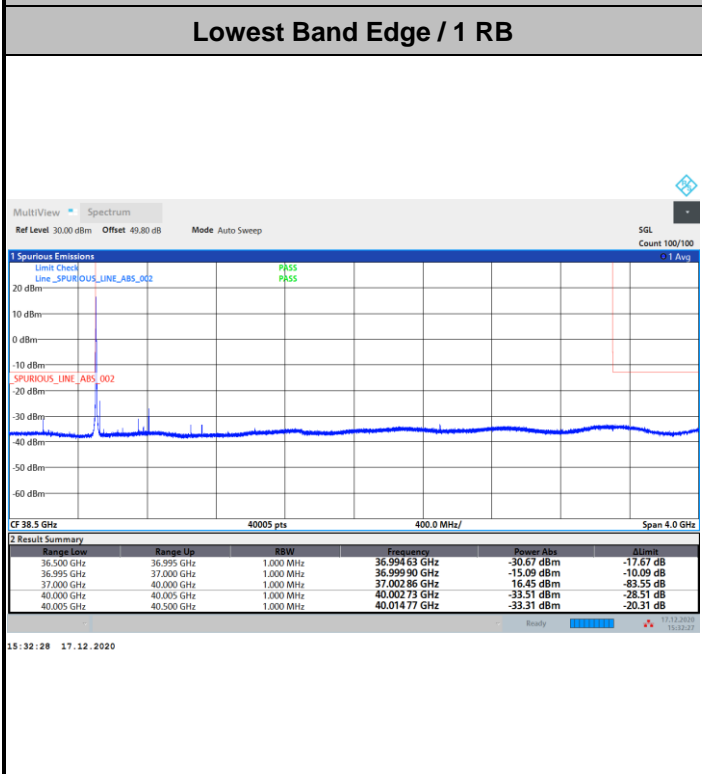 Lowest Band Edge / 1 RB
MultiView Spectrum
Ref Level 30.00 dBm Offset 49.80 dB Mode Auto Sweep SGL
Count 100/100
1 Spurious Emissions 1 Avg
Limit Check PASS
Line _SPURIOUS_LINE_ABS_002 PASS
20 dBm
10 dBm
0 dBm
-10 dBm
_SPURIOUS_LINE_ABS_002
-20 dBm
-30 dBm
-40 dBm
-50 dBm
-60 dBm
CF 38.5 GHz 40005 pts 400.0 MHz/ Span 4.0 GHz
2 Result Summary
Range Low Range Up RBW Frequency Power Abs ΔLimit
36.500 GHz 36.995 GHz 1.000 MHz 36.994 63 GHz -30.67 dBm -17.67 dB
36.995 GHz 37.000 GHz 1.000 MHz 36.999 90 GHz -15.09 dBm -10.09 dB
37.000 GHz 40.000 GHz 1.000 MHz 37.002 86 GHz 16.45 dBm -83.55 dB
40.000 GHz 40.005 GHz 1.000 MHz 40.002 73 GHz -33.51 dBm -28.51 dB
40.005 GHz 40.500 GHz 1.000 MHz 40.014 77 GHz -33.31 dBm -20.31 dB
Ready 17.12.2020
15:32:27
15:32:28 17.12.2020